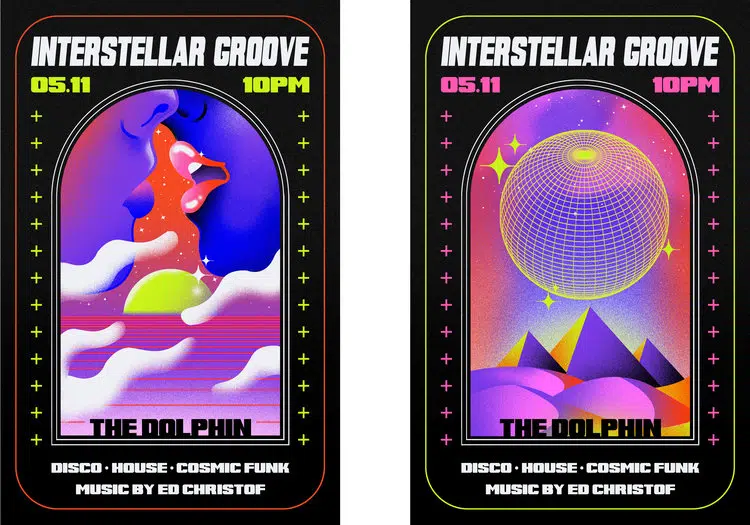 INTERSTELLAR GROOVE
05.11 10PM
THE DOLPHIN
DISCO · HOUSE · COSMIC FUNK
MUSIC BY ED CHRISTOF
INTERSTELLAR GROOVE
05.11 10PM
THE DOLPHIN
DISCO · HOUSE · COSMIC FUNK
MUSIC BY ED CHRISTOF